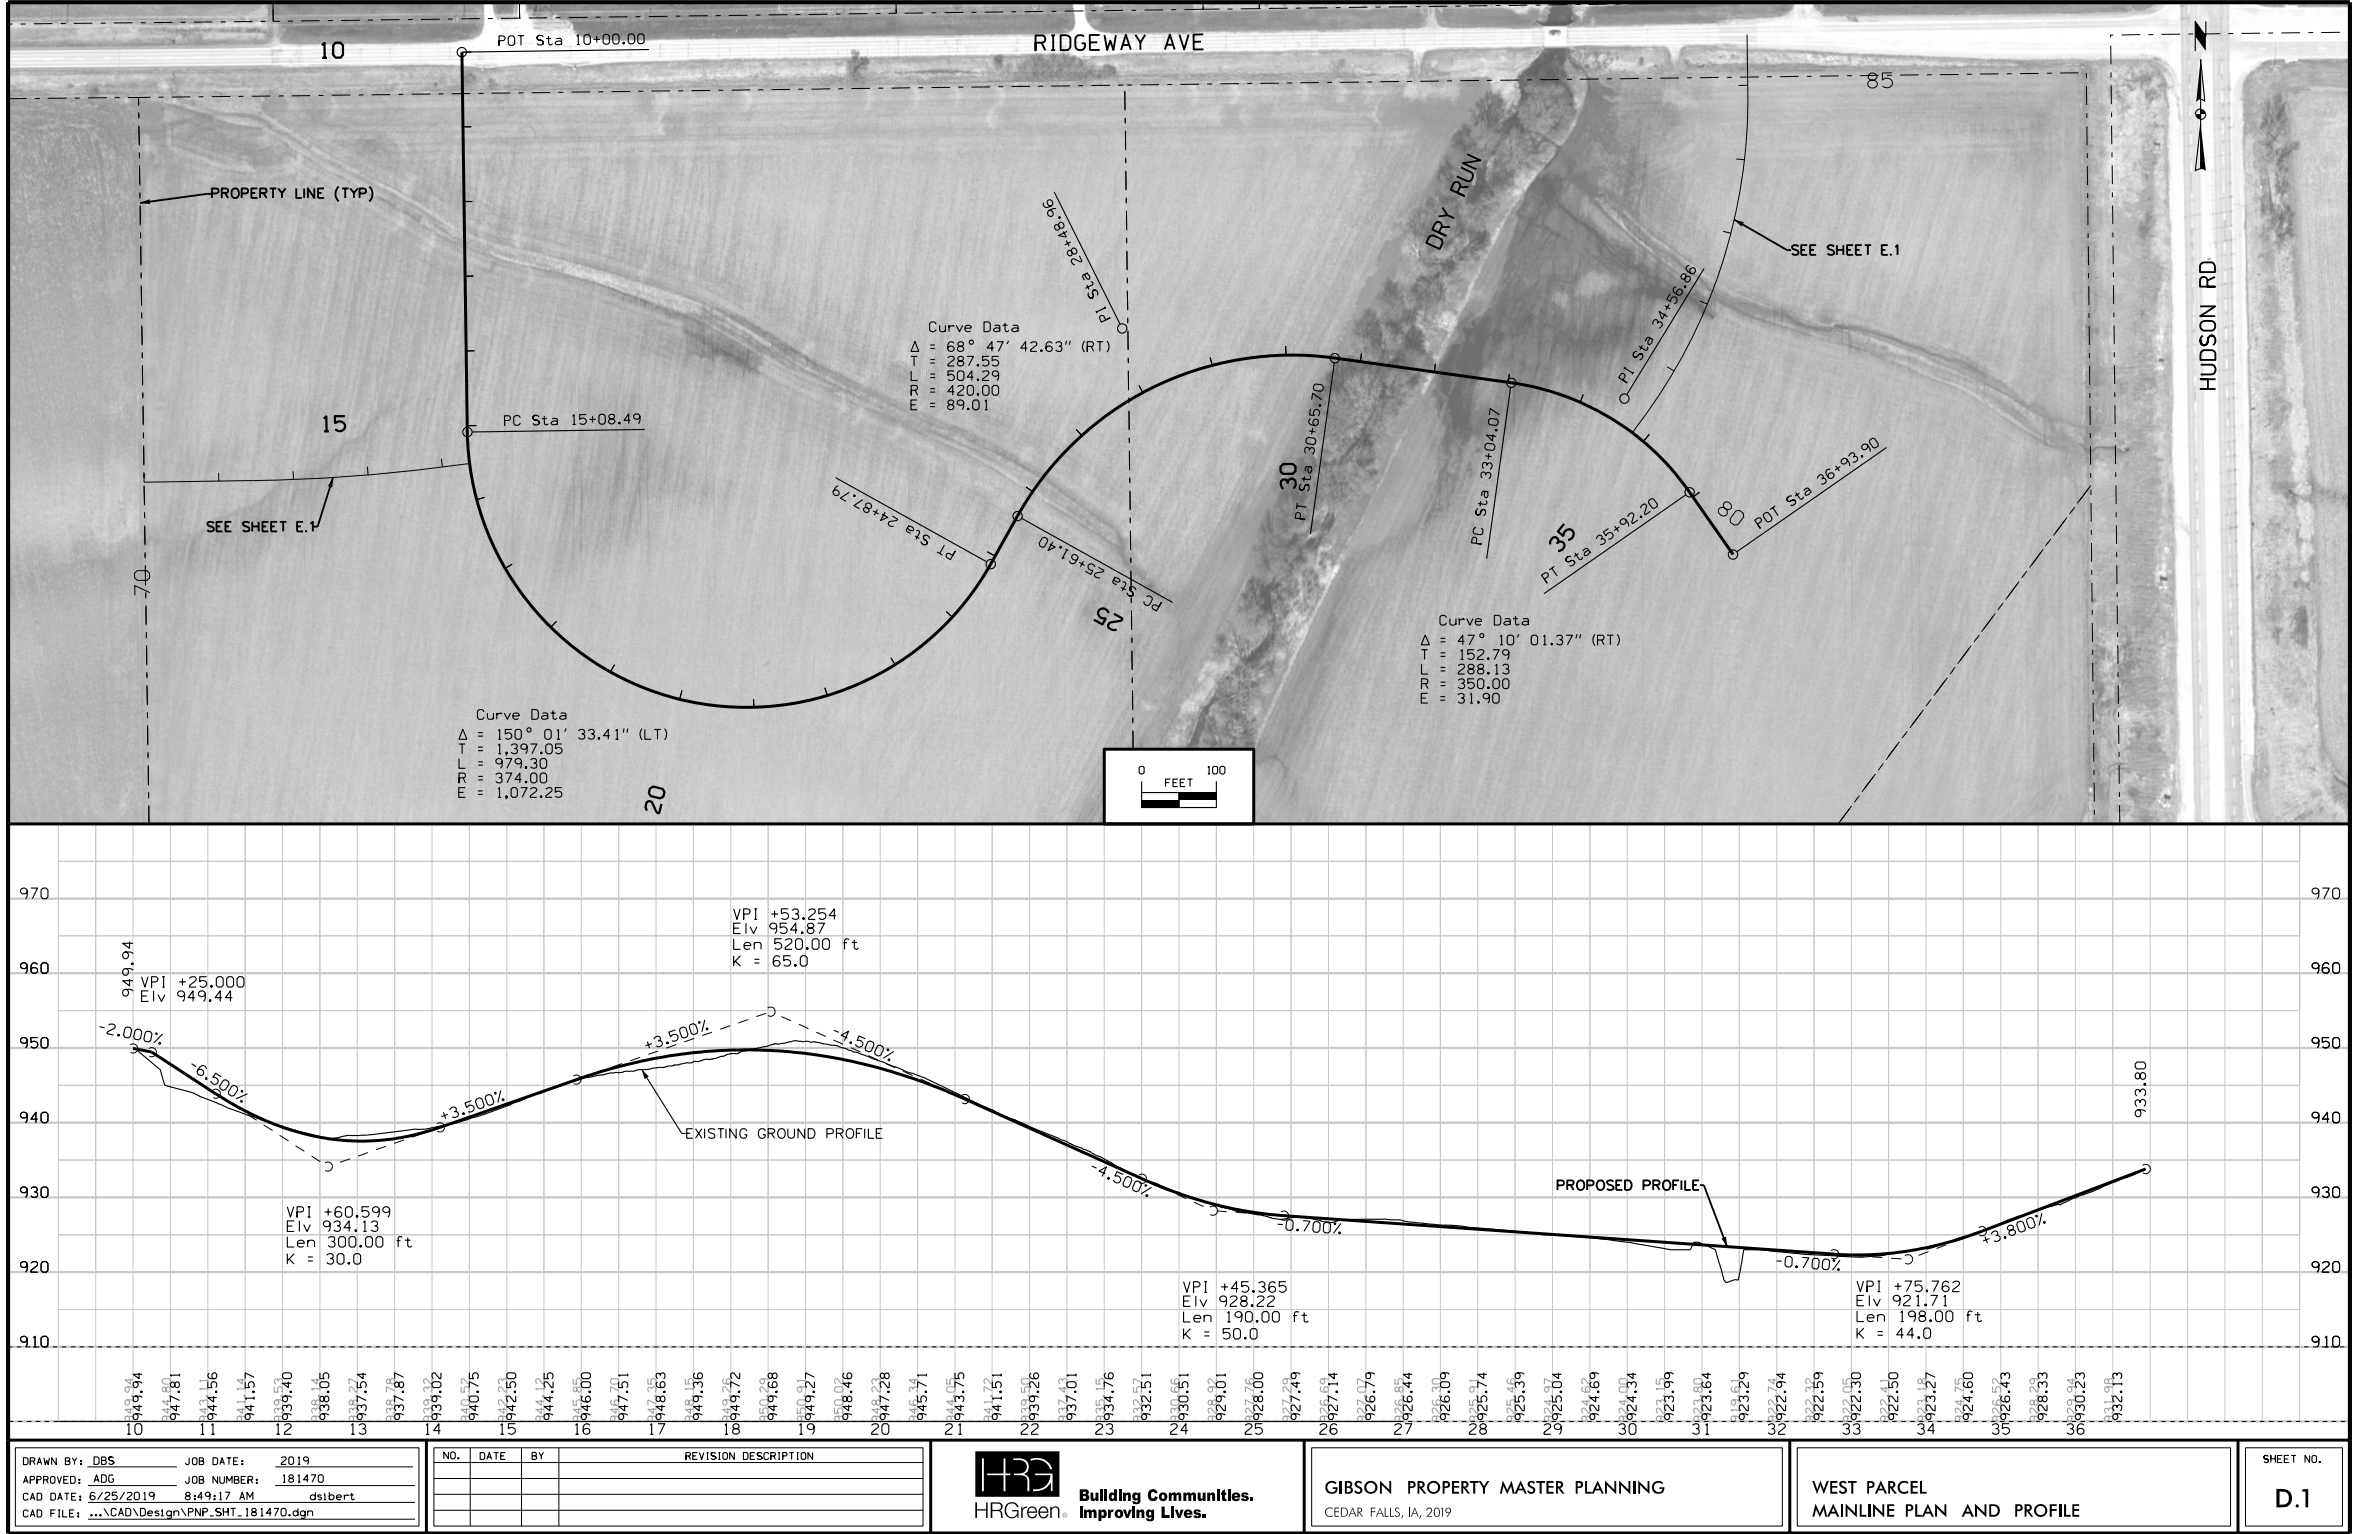 RIDGEWAY AVE
10
POT Sta 10+00.00
85
PROPERTY LINE (TYP)
DRY RUN
SEE SHEET E.1
HUDSON RD
PI Sta 28+48.96
PI Sta 34+56.86
Curve Data
Δ = 68° 47' 42.63" (RT)
T = 287.55
L = 504.29
R = 420.00
E = 89.01
15
PC Sta 15+08.49
SEE SHEET E.1
70
PT Sta 24+87.79
PC Sta 25+61.40
25
30
PT Sta 30+65.70
PC Sta 33+04.07
35
PT Sta 35+92.20
80
POT Sta 36+93.90
Curve Data
Δ = 47° 10' 01.37" (RT)
T = 152.79
L = 288.13
R = 350.00
E = 31.90
Curve Data
Δ = 150° 01' 33.41" (LT)
T = 1,397.05
L = 979.30
R = 374.00
E = 1,072.25
20
0 100
FEET
N
970 970
960 960
950 950
940 940
930 930
920 920
910 910
949.94
VPI +25.000
Elv 949.44
-2.000%
-6.500%
+3.500%
VPI +60.599
Elv 934.13
Len 300.00 ft
K = 30.0
VPI +53.254
Elv 954.87
Len 520.00 ft
K = 65.0
+3.500%
-4.500%
EXISTING GROUND PROFILE
-4.500%
VPI +45.365
Elv 928.22
Len 190.00 ft
K = 50.0
-0.700%
PROPOSED PROFILE
-0.700%
VPI +75.762
Elv 921.71
Len 198.00 ft
K = 44.0
+3.800%
933.80
949.94 947.81 944.56 941.57 939.40 938.05 937.54 937.87 939.02 940.75 942.50 944.25 946.00 947.51 948.63 949.36 949.72 949.68 949.27 948.46 947.28 945.71 943.75 941.51 939.26 937.01 934.76 932.51 930.51 929.01 928.00 927.49 927.14 926.79 926.44 926.09 925.74 925.39 925.04 924.69 924.34 923.99 923.64 923.29 922.94 922.59 922.30 922.50 923.27 924.60 926.43 928.33 930.23 932.13
10 11 12 13 14 15 16 17 18 19 20 21 22 23 24 25 26 27 28 29 30 31 32 33 34 35 36
DRAWN BY: DBS JOB DATE: 2019
APPROVED: ADG JOB NUMBER: 181470
CAD DATE: 6/25/2019 8:49:17 AM dsibert
CAD FILE: ...\CAD\Design\PNP_SHT_181470.dgn
NO. DATE BY REVISION DESCRIPTION
HRG
HRGreen
Building Communities.
Improving Lives.
GIBSON PROPERTY MASTER PLANNING
CEDAR FALLS, IA, 2019
WEST PARCEL
MAINLINE PLAN AND PROFILE
SHEET NO.
D.1